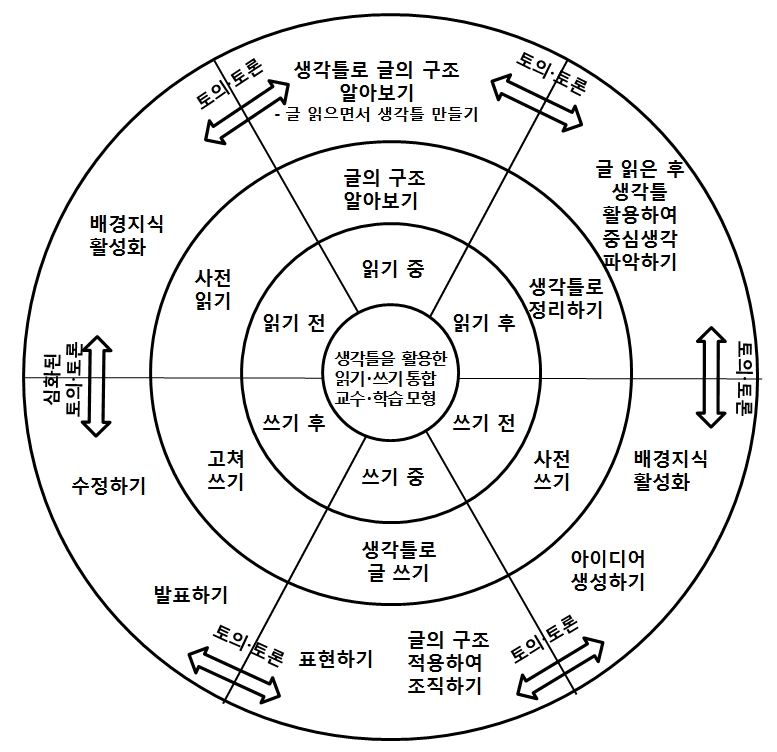 토의·토론
생각틀로 글의 구조
알아보기
- 글 읽으면서 생각틀 만들기
토의·토론
글 읽은 후
생각틀
활용하여
중심생각
파악하기
배경지식
활성화
글의 구조
알아보기
사전
읽기
생각틀로
정리하기
읽기 중
읽기 전
읽기 후
생각틀을 활용한
읽기·쓰기 통합
교수·학습 모형
심화된
토의·토론
토의·토론
쓰기 후
쓰기 전
쓰기 중
고쳐
쓰기
사전
쓰기
배경지식
활성화
수정하기
생각틀로
글 쓰기
아이디어
생성하기
발표하기
토의·토론
표현하기
글의 구조
적용하여
조직하기
토의·토론